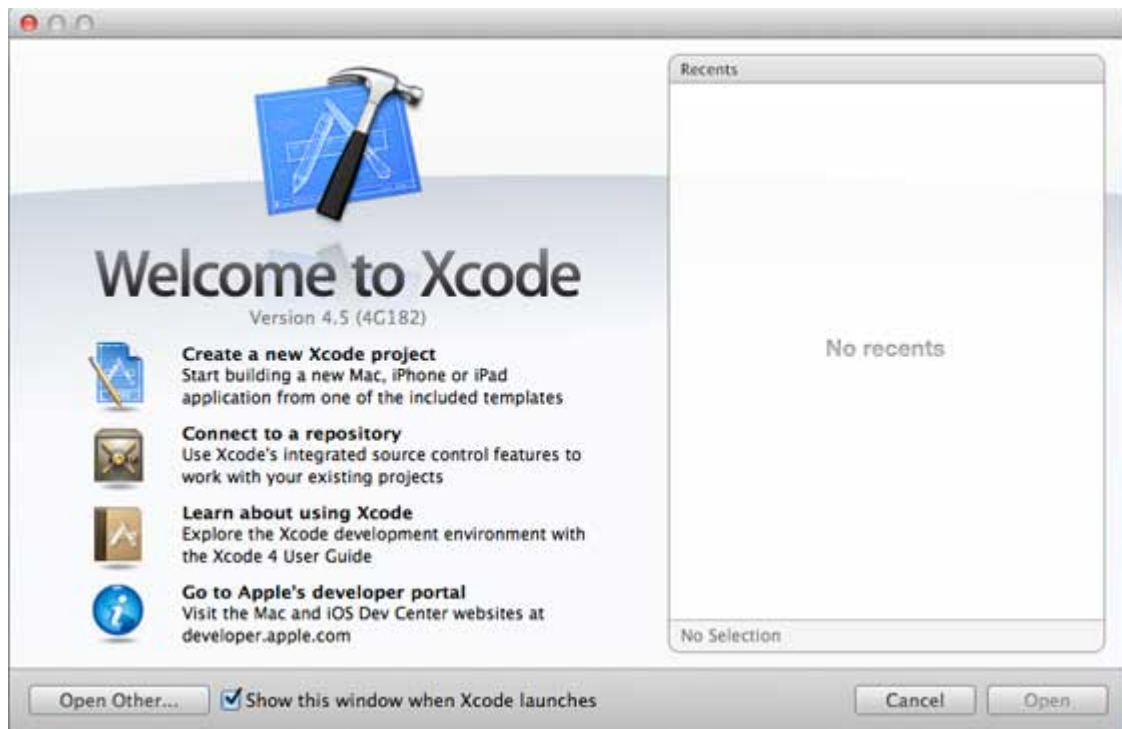 Welcome to Xcode
Version 4.5 (4G182)
Create a new Xcode project
Start building a new Mac, iPhone or iPad
application from one of the included templates
Connect to a repository
Use Xcode's integrated source control features to
work with your existing projects
Learn about using Xcode
Explore the Xcode development environment with
the Xcode 4 User Guide
Go to Apple's developer portal
Visit the Mac and iOS Dev Center websites at
developer.apple.com
Recents
No recents
No Selection
Open Other...
Show this window when Xcode launches
Cancel
Open